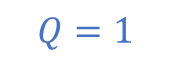 Q = 1